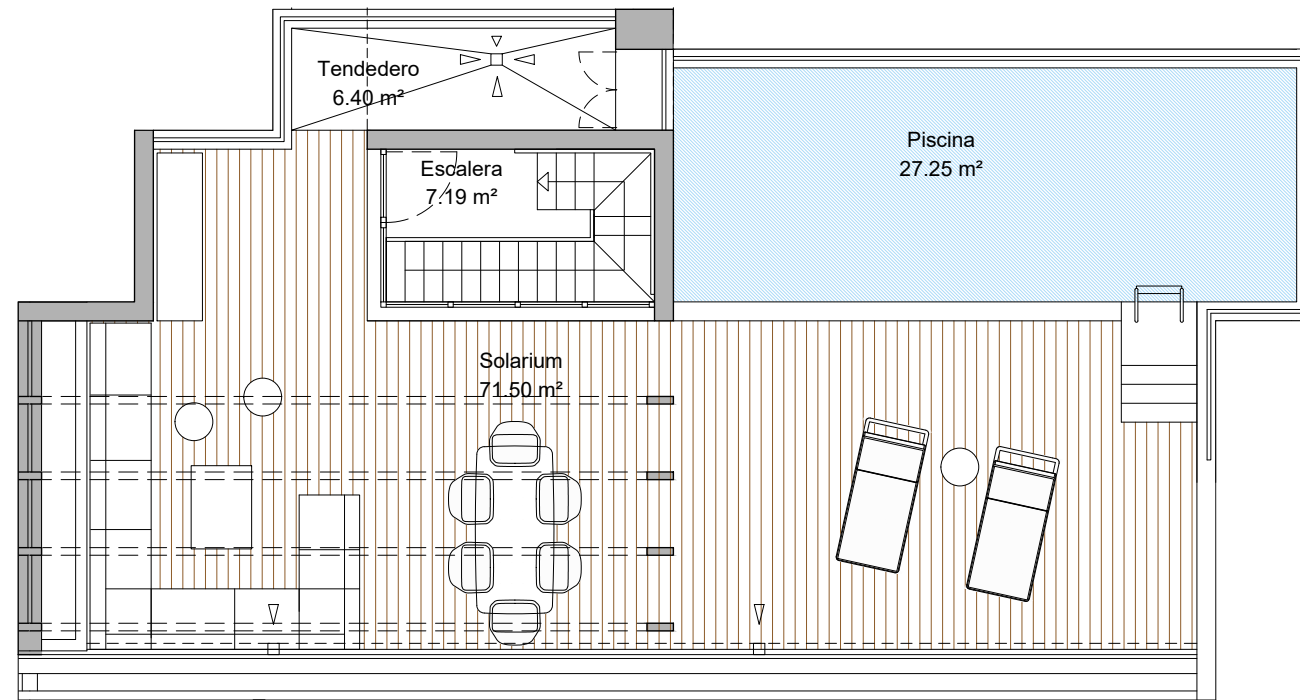 Tendedero
6.40 m²
Piscina
27.25 m²
Escalera
7.19 m²
Solarium
71.50 m²